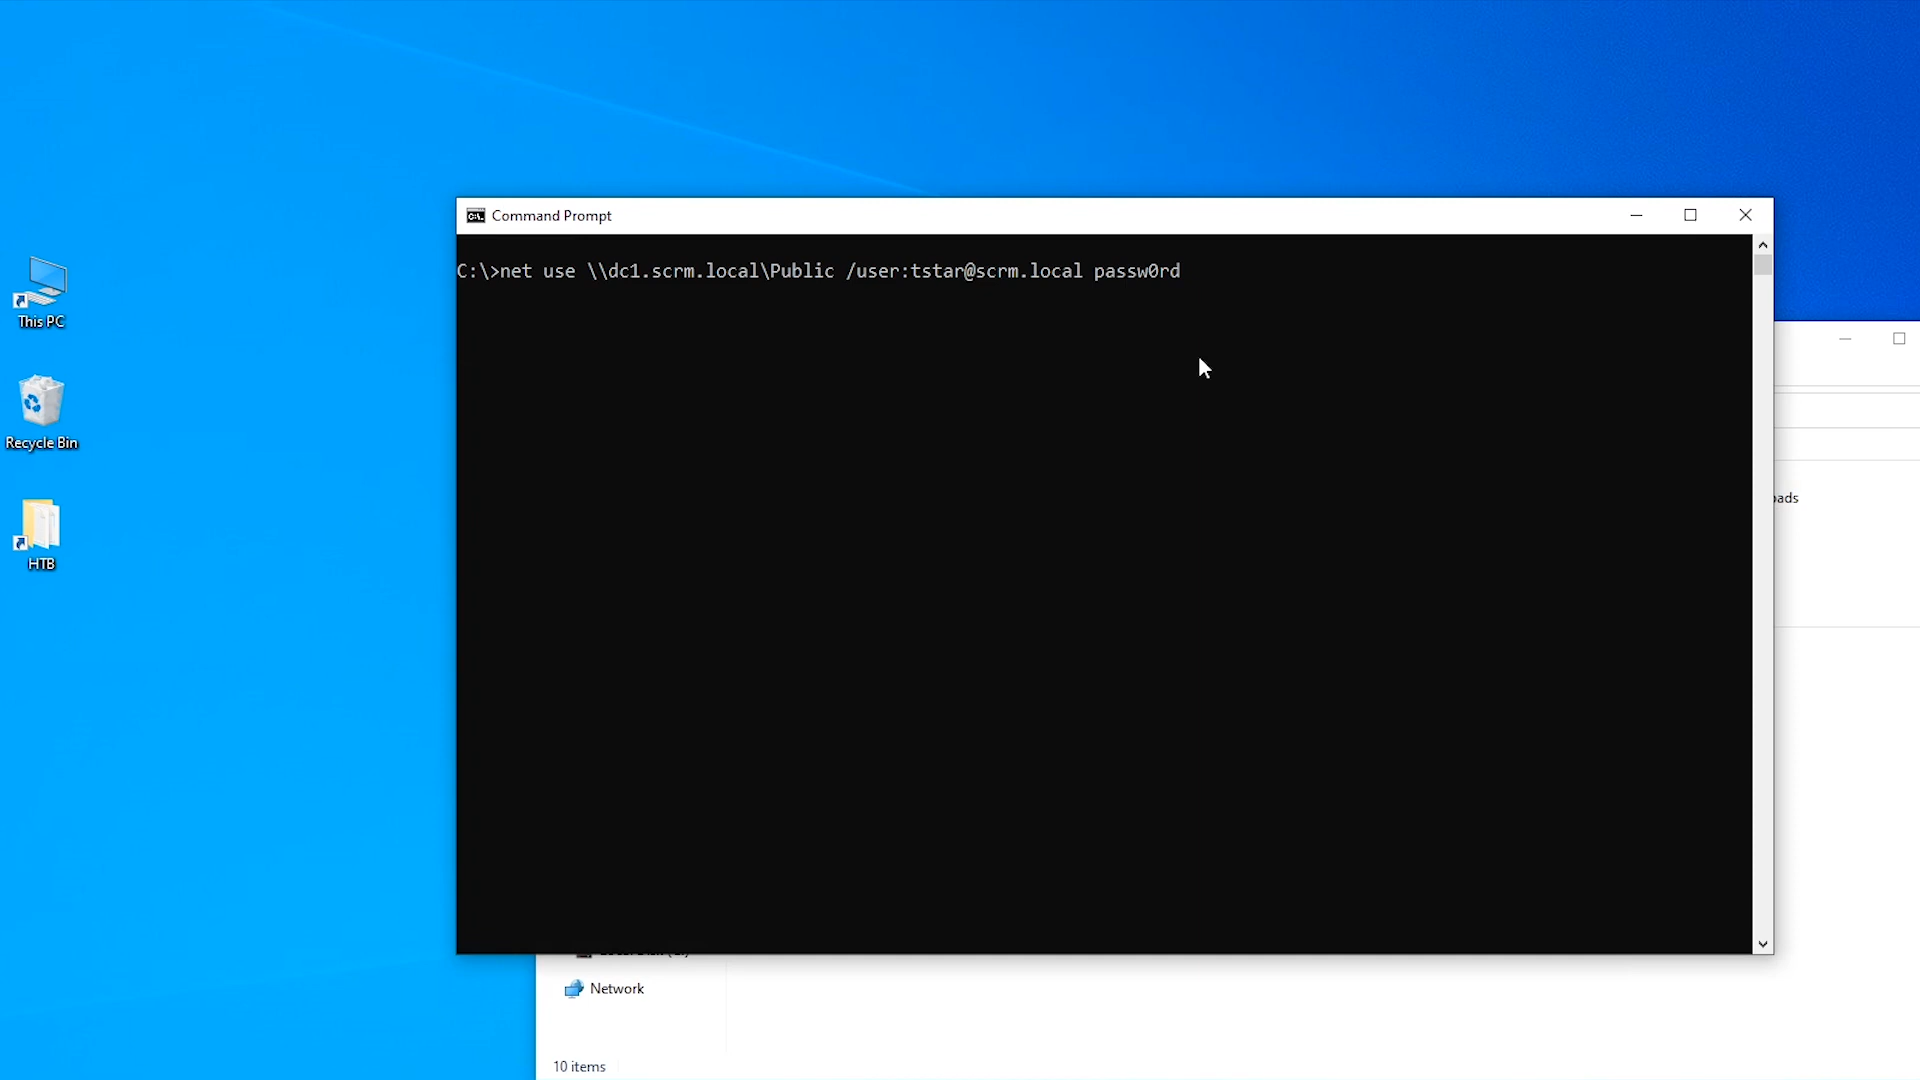 Command Prompt
C:\>net use \\dc1.scrm.local\Public /user:tstar@scrm.local passw0rd
This PC
Recycle Bin
HTB
oads
Network
10 items